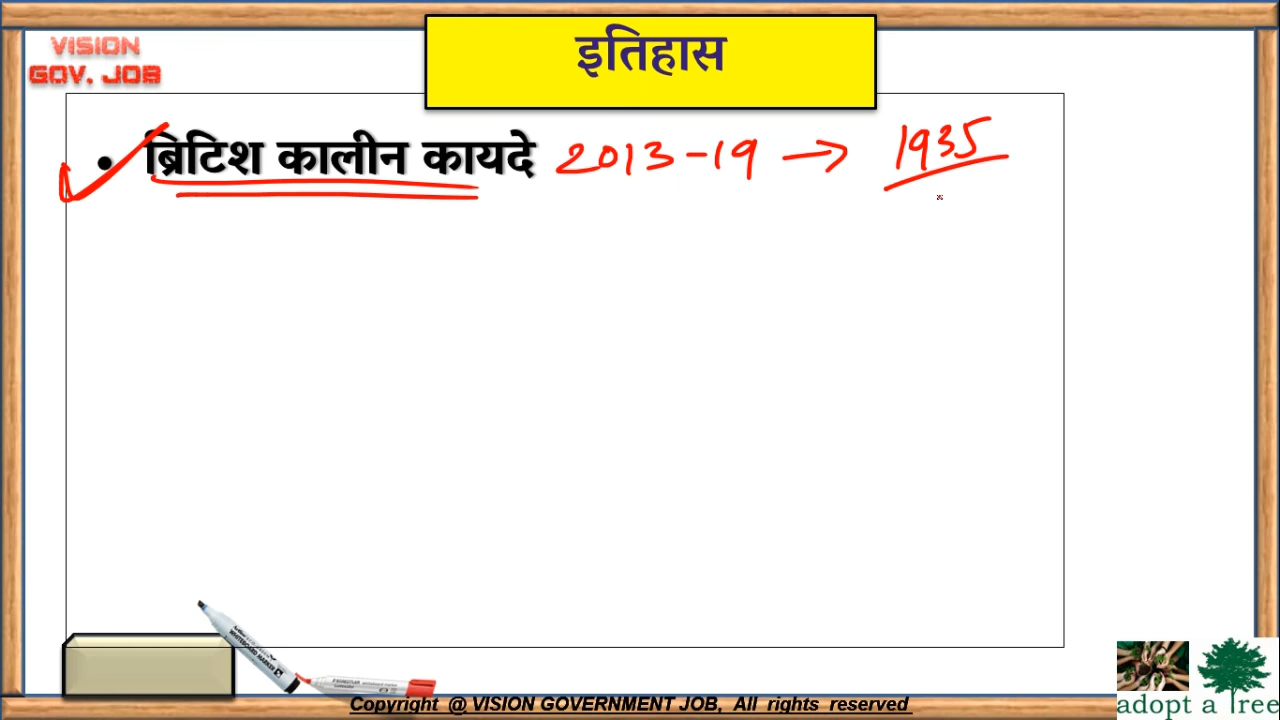 इतिहास
VISION
GOV. JOB
• ब्रिटिश कालीन कायदे 2013-19 → 1935
Copyright @ VISION GOVERNMENT JOB, All rights reserved
adopt a Tree